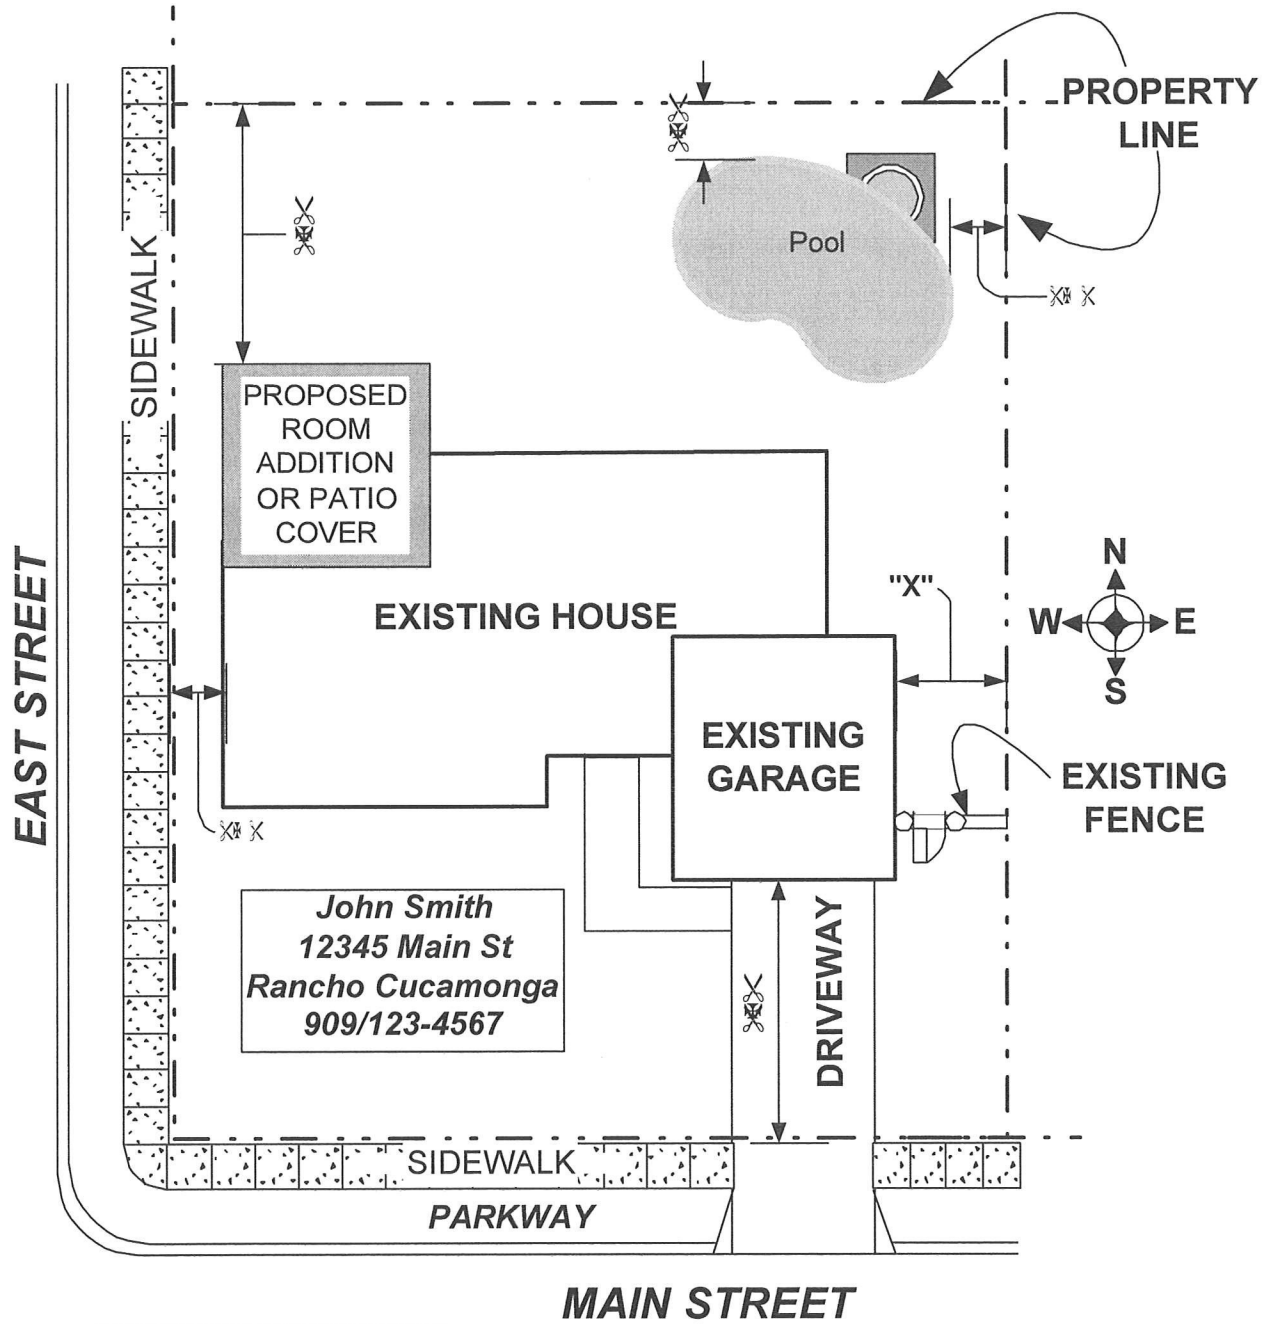 PROPERTY
LINE
Pool
SIDEWALK
PROPOSED
ROOM
ADDITION
OR PATIO
COVER
EXISTING HOUSE
"X"
N
W E
S
EAST STREET
EXISTING
GARAGE
EXISTING
FENCE
John Smith
12345 Main St
Rancho Cucamonga
909/123-4567
DRIVEWAY
SIDEWALK
PARKWAY
MAIN STREET